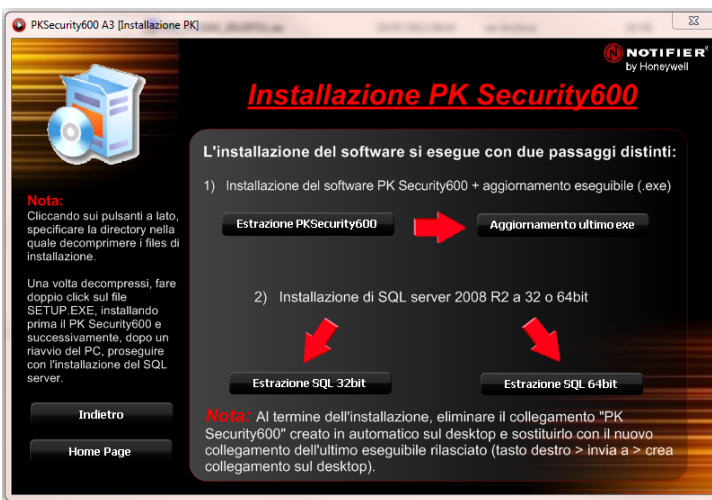 PKSecurity600 A3 [Installazione PK]
NOTIFIER®
by Honeywell
Installazione PK Security600
L'installazione del software si esegue con due passaggi distinti:
1) Installazione del software PK Security600 + aggiornamento eseguibile (.exe)
Estrazione PKSecurity600
Aggiornamento ultimo exe
2) Installazione di SQL server 2008 R2 a 32 o 64bit
Estrazione SQL 32bit
Estrazione SQL 64bit
Nota: Al termine dell'installazione, eliminare il collegamento "PK
Security600" creato in automatico sul desktop e sostituirlo con il nuovo
collegamento dell'ultimo eseguibile rilasciato (tasto destro > invia a > crea
collegamento sul desktop).
Nota:
Cliccando sui pulsanti a lato,
specificare la directory nella
quale decomprimere i files di
installazione.
Una volta decompressi, fare
doppio click sul file
SETUP.EXE, installando
prima il PK Security600 e
successivamente, dopo un
riavvio del PC, proseguire
con l'installazione del SQL
server.
Indietro
Home Page